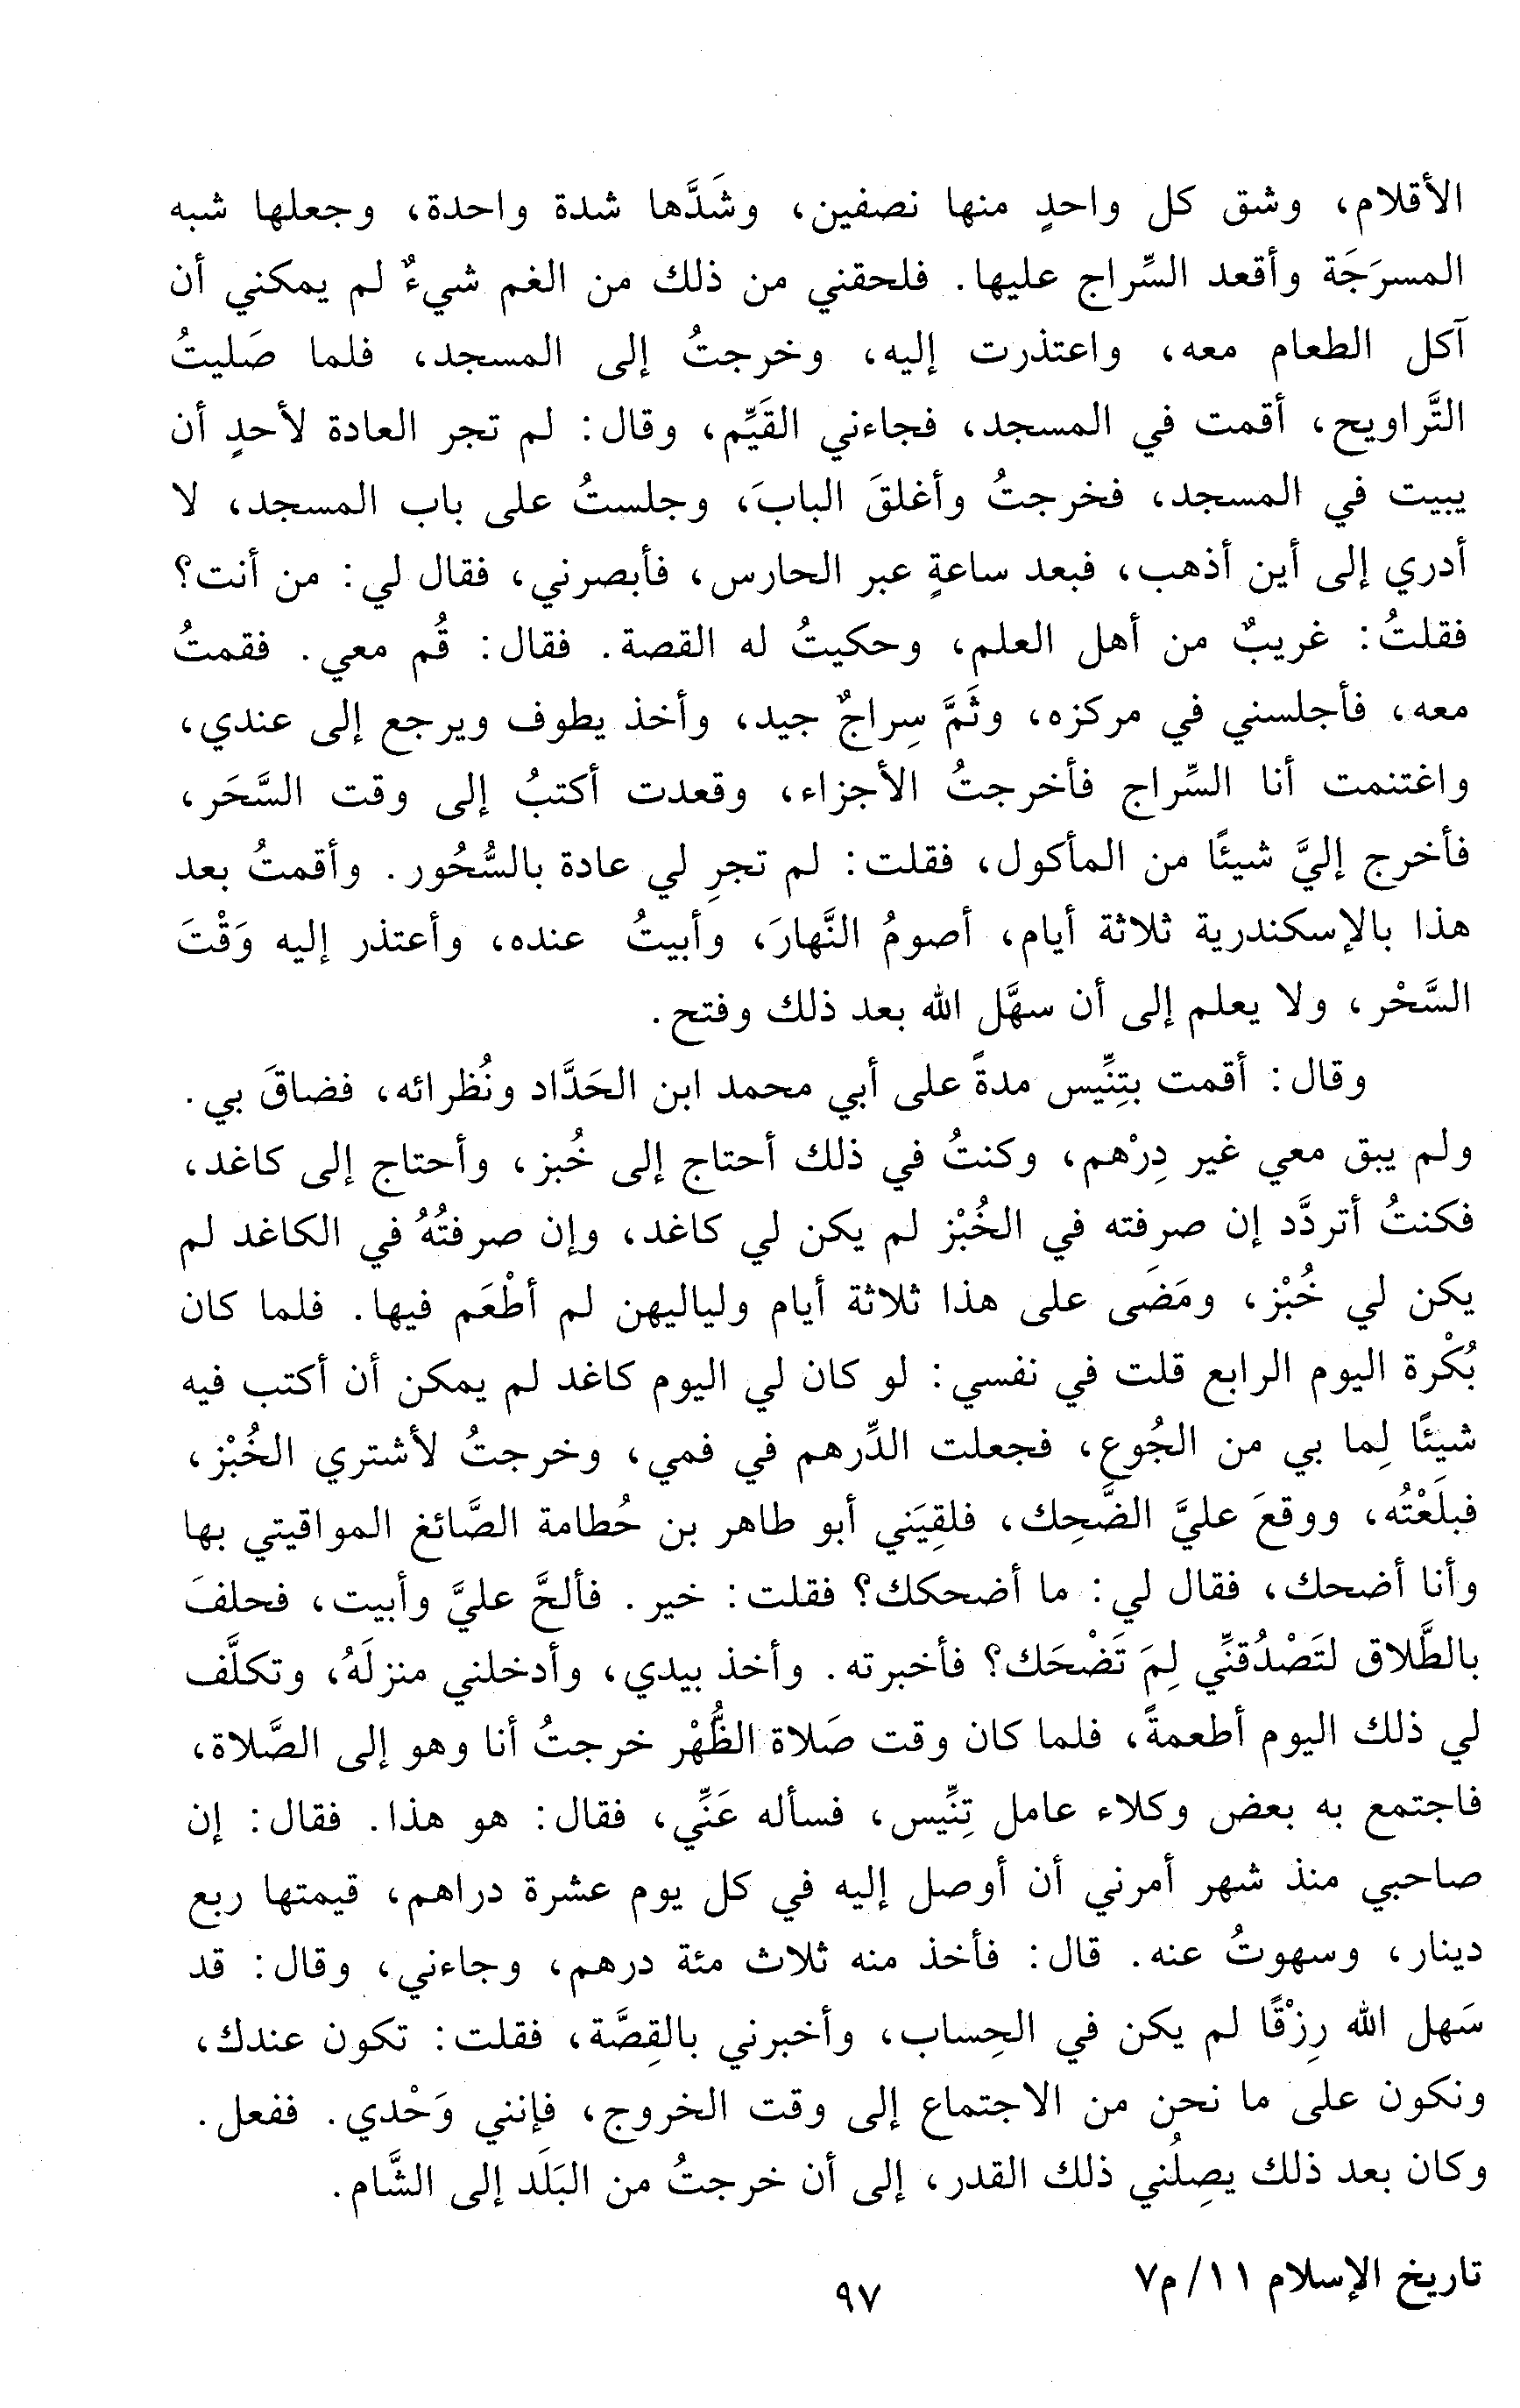 الأقلام، وشق كل واحدٍ منها نصفين، وشَدَّها شدة واحدة، وجعلها شبه
المسرَجَة وأقعد السِّراج عليها. فلحقني من ذلك من الغم شيءٌ لم يمكني أن
آكل الطعام معه، واعتذرت إليه، وخرجتُ إلى المسجد، فلما صَليتُ
التَّراويح، أقمت في المسجد، فجاءني القَيِّم، وقال: لم تجر العادة لأحدٍ أن
يبيت في المسجد، فخرجتُ وأغلقَ البابَ، وجلستُ على باب المسجد، لا
أدري إلى أين أذهب، فبعد ساعةٍ عبر الحارس، فأبصرني، فقال لي: من أنت؟
فقلتُ: غريبٌ من أهل العلم، وحكيتُ له القصة. فقال: قُم معي. فقمتُ
معه، فأجلسني في مركزه، وثَمَّ سِراجٌ جيد، وأخذ يطوف ويرجع إلى عندي،
واغتنمت أنا السِّراج فأخرجتُ الأجزاء، وقعدت أكتبُ إلى وقت السَّحَر،
فأخرج إليَّ شيئًا من المأكول، فقلت: لم تجرِ لي عادة بالسُّحُور. وأقمتُ بعد
هذا بالإسكندرية ثلاثة أيام، أصومُ النَّهارَ، وأبيتُ عنده، وأعتذر إليه وَقْتَ
السَّحْر، ولا يعلم إلى أن سهَّل الله بعد ذلك وفتح.
وقال: أقمت بتِنِّيس مدةً على أبي محمد ابن الحَدَّاد ونُظرائه، فضاقَ بي.
ولم يبق معي غير دِرْهم، وكنتُ في ذلك أحتاج إلى خُبز، وأحتاج إلى كاغد،
فكنتُ أتردَّد إن صرفته في الخُبْز لم يكن لي كاغد، وإن صرفتُهُ في الكاغد لم
يكن لي خُبْز، ومَضَى على هذا ثلاثة أيام ولياليهن لم أطْعَم فيها. فلما كان
بُكْرة اليوم الرابع قلت في نفسي: لو كان لي اليوم كاغد لم يمكن أن أكتب فيه
شيئًا لِما بي من الجُوع، فجعلت الدِّرهم في فمي، وخرجتُ لأشتري الخُبْز،
فبلَعْتُه، ووقعَ عليَّ الضَّحِك، فلقِيَني أبو طاهر بن حُطامة الصَّائغ المواقيتي بها
وأنا أضحك، فقال لي: ما أضحكك؟ فقلت: خير. فألحَّ عليَّ وأبيت، فحلفَ
بالطَّلاق لتَصْدُقنِّي لِمَ تَضْحَك؟ فأخبرته. وأخذ بيدي، وأدخلني منزلَهُ، وتكلَّف
لي ذلك اليوم أطعمةً، فلما كان وقت صَلاة الظُّهْر خرجتُ أنا وهو إلى الصَّلاة،
فاجتمع به بعض وكلاء عامل تِنِّيس، فسأله عَنِّي، فقال: هو هذا. فقال: إن
صاحبي منذ شهر أمرني أن أوصل إليه في كل يوم عشرة دراهم، قيمتها ربع
دينار، وسهوتُ عنه. قال: فأخذ منه ثلاث مئة درهم، وجاءني، وقال: قد
سَهل الله رِزْقًا لم يكن في الحِساب، وأخبرني بالقِصَّة، فقلت: تكون عندك،
ونكون على ما نحن من الاجتماع إلى وقت الخروج، فإنني وَحْدي. ففعل.
وكان بعد ذلك يصِلُني ذلك القدر، إلى أن خرجتُ من البَلَد إلى الشَّام.
تاريخ الإسلام ١١/ م٧
٩٧